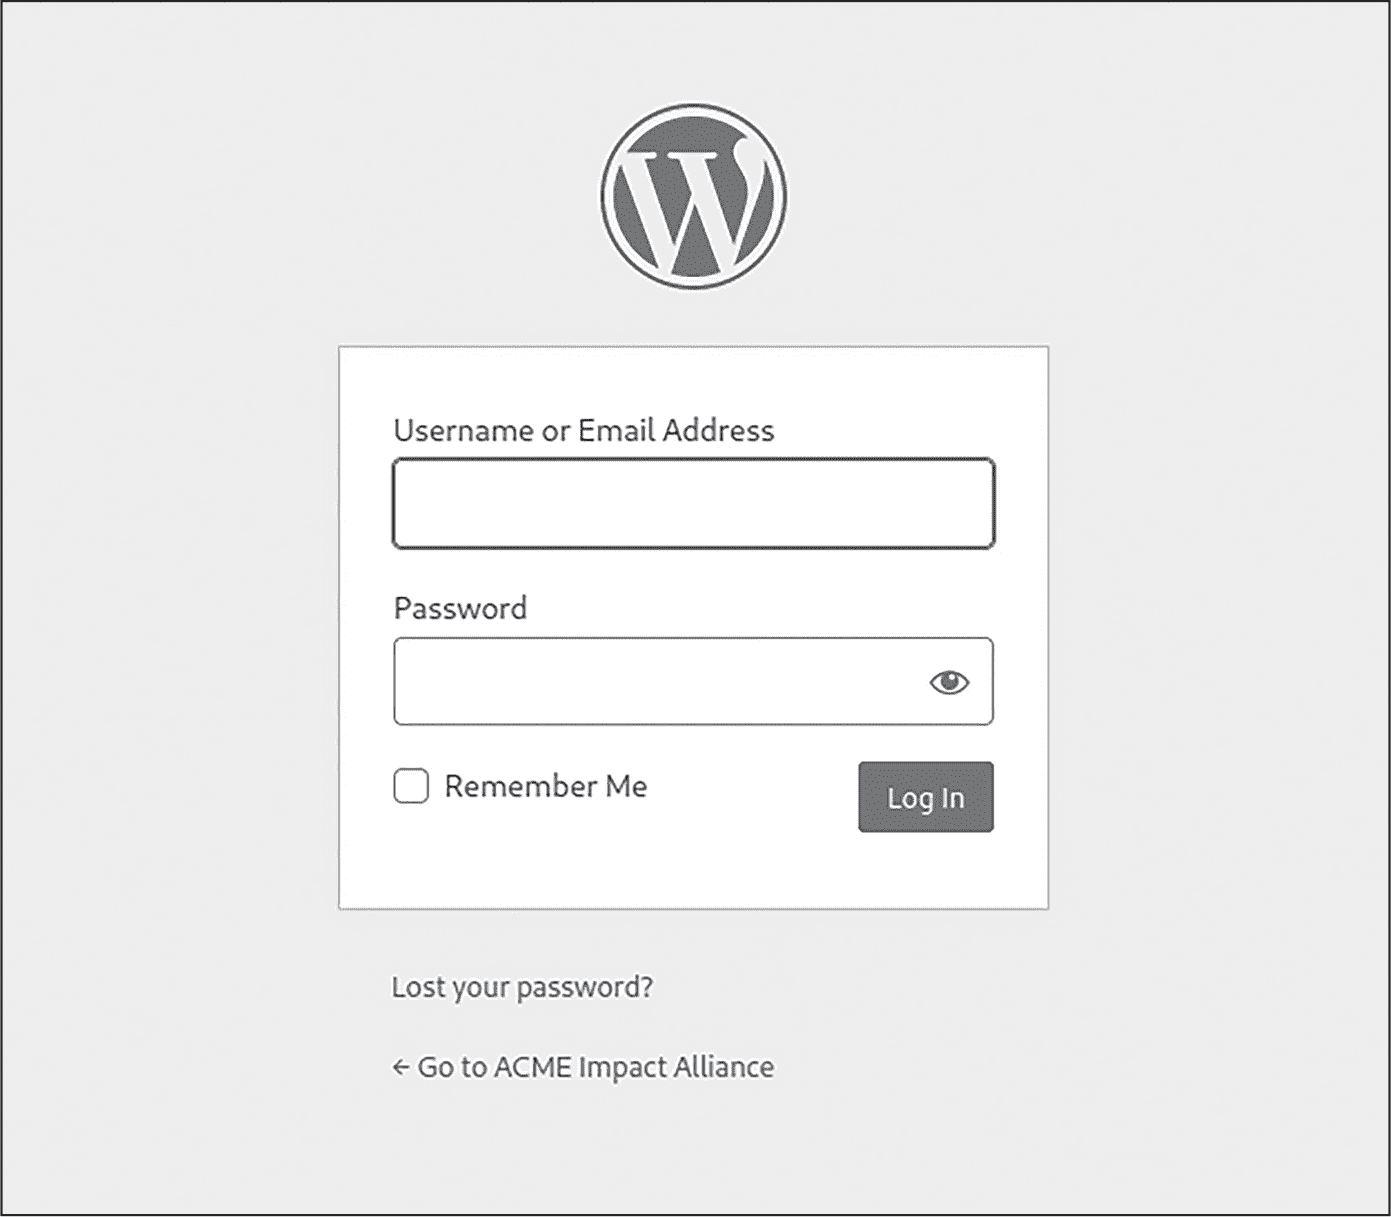 W
Username or Email Address
Password
Remember Me
Log In
Lost your password?
← Go to ACME Impact Alliance